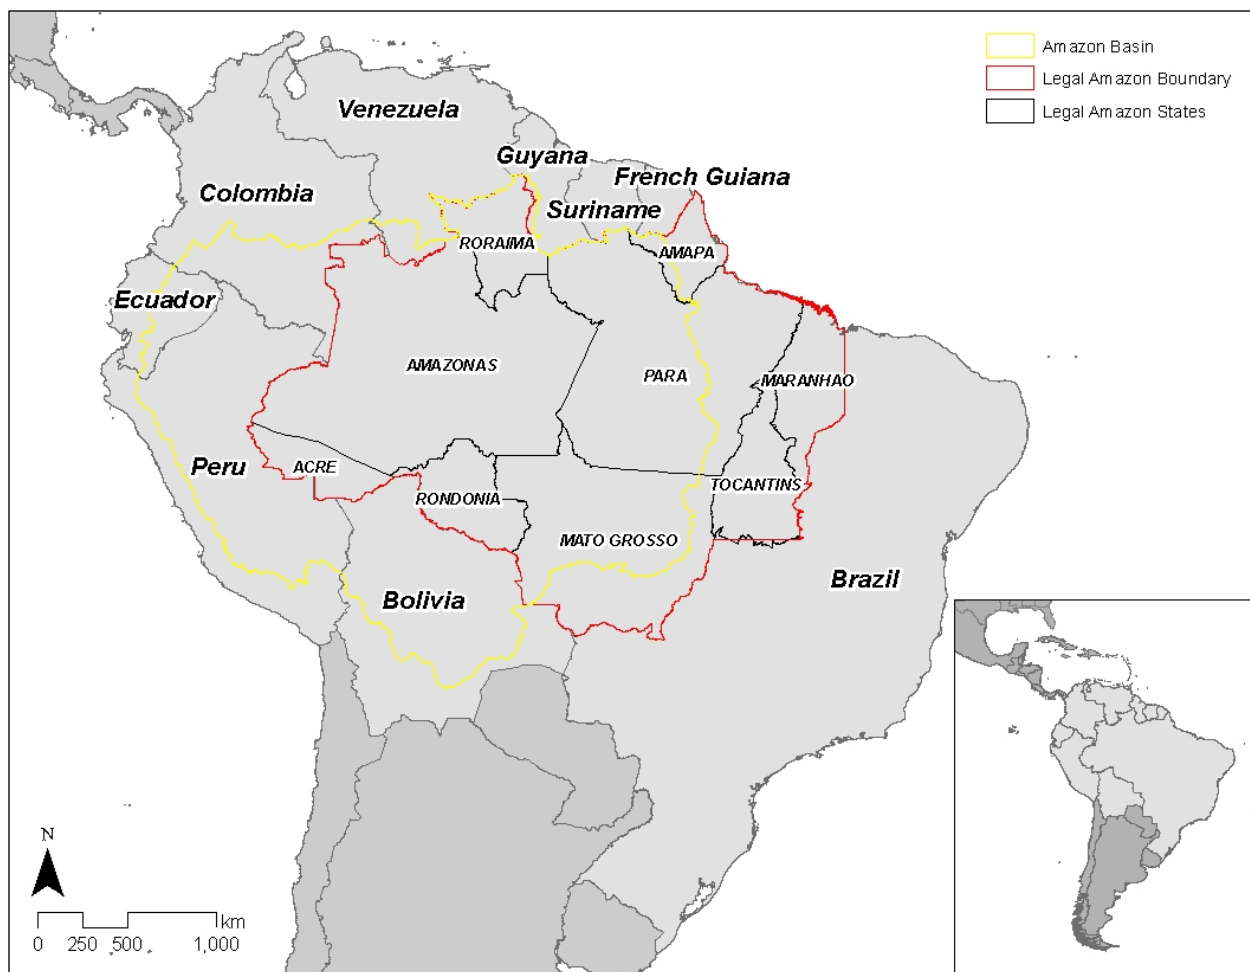 Amazon Basin
Legal Amazon Boundary
Legal Amazon States
Venezuela
Guyana
French Guiana
Colombia
Suriname
RORAIMA
AMAPA
Ecuador
AMAZONAS
PARA
MARANHAO
Peru
ACRE
TOCANTINS
RONDONIA
MATO GROSSO
Brazil
Bolivia
N
km
0 250 500 1,000